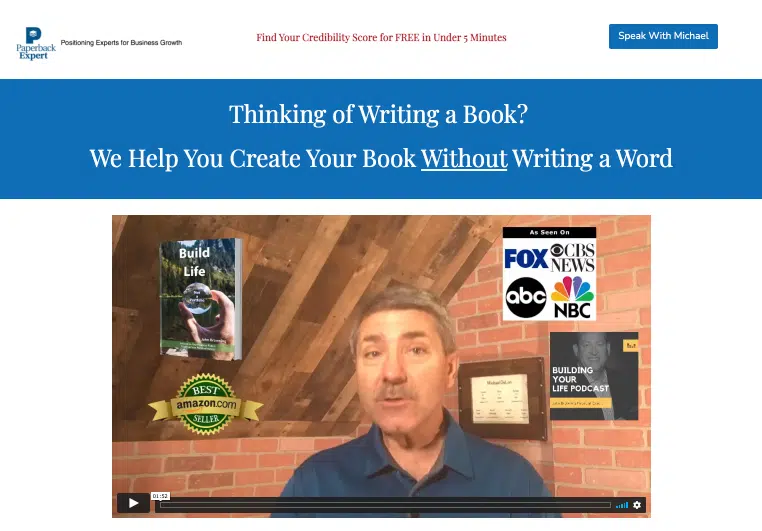 Paperback
Expert
Positioning Experts for Business Growth
Find Your Credibility Score for FREE in Under 5 Minutes
Speak With Michael
Thinking of Writing a Book?
We Help You Create Your Book Without Writing a Word
Build
Life
As Seen On
FOX
CBS
NEWS
abc
NBC
BUILDING
YOUR
LIFE PODCAST
BEST
amazon.com
SELLER
01:52